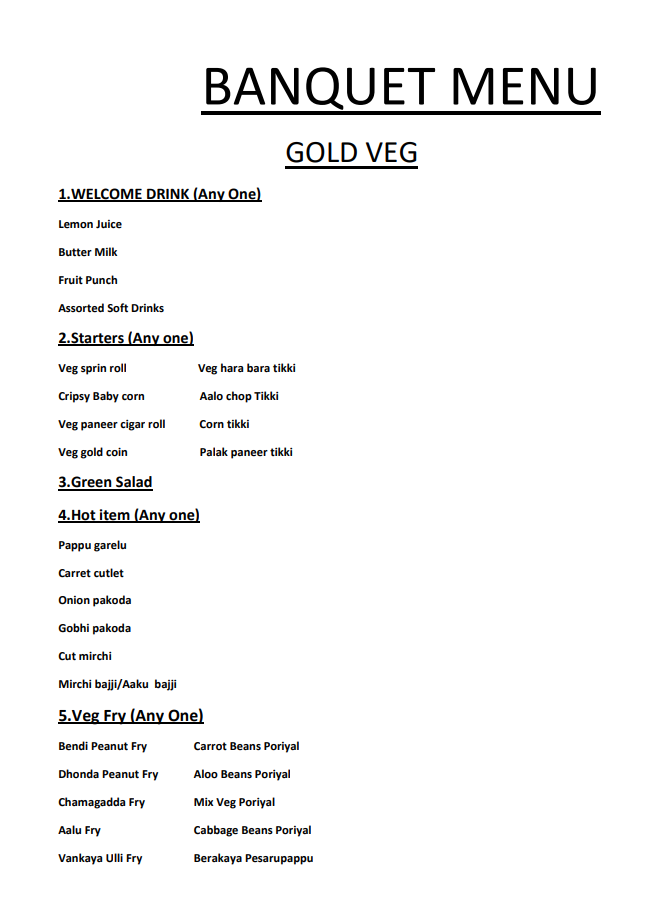 BANQUET MENU
GOLD VEG
1.WELCOME DRINK (Any One)
Lemon Juice
Butter Milk
Fruit Punch
Assorted Soft Drinks
2.Starters (Any one)
Veg sprin roll Veg hara bara tikki
Cripsy Baby corn Aalo chop Tikki
Veg paneer cigar roll Corn tikki
Veg gold coin Palak paneer tikki
3.Green Salad
4.Hot item (Any one)
Pappu garelu
Carret cutlet
Onion pakoda
Gobhi pakoda
Cut mirchi
Mirchi bajji/Aaku bajji
5.Veg Fry (Any One)
Bendi Peanut Fry Carrot Beans Poriyal
Dhonda Peanut Fry Aloo Beans Poriyal
Chamagadda Fry Mix Veg Poriyal
Aalu Fry Cabbage Beans Poriyal
Vankaya Ulli Fry Berakaya Pesarupappu